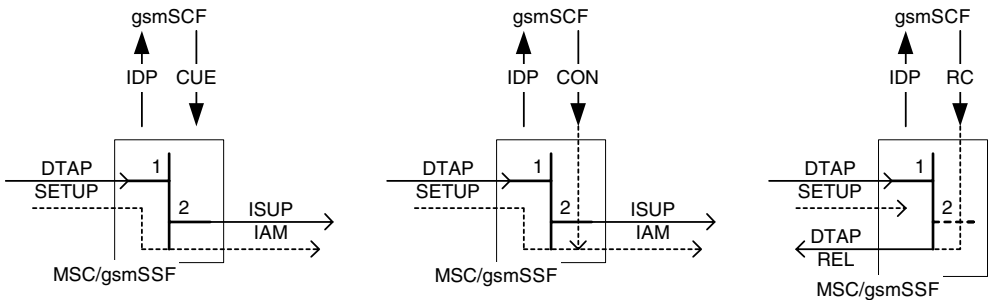 gsmSCF
IDP CUE
DTAP 1
SETUP
2 ISUP
IAM
MSC/gsmSSF
gsmSCF
IDP CON
DTAP 1
SETUP
2 ISUP
IAM
MSC/gsmSSF
gsmSCF
IDP RC
DTAP 1
SETUP
2
DTAP
REL
MSC/gsmSSF